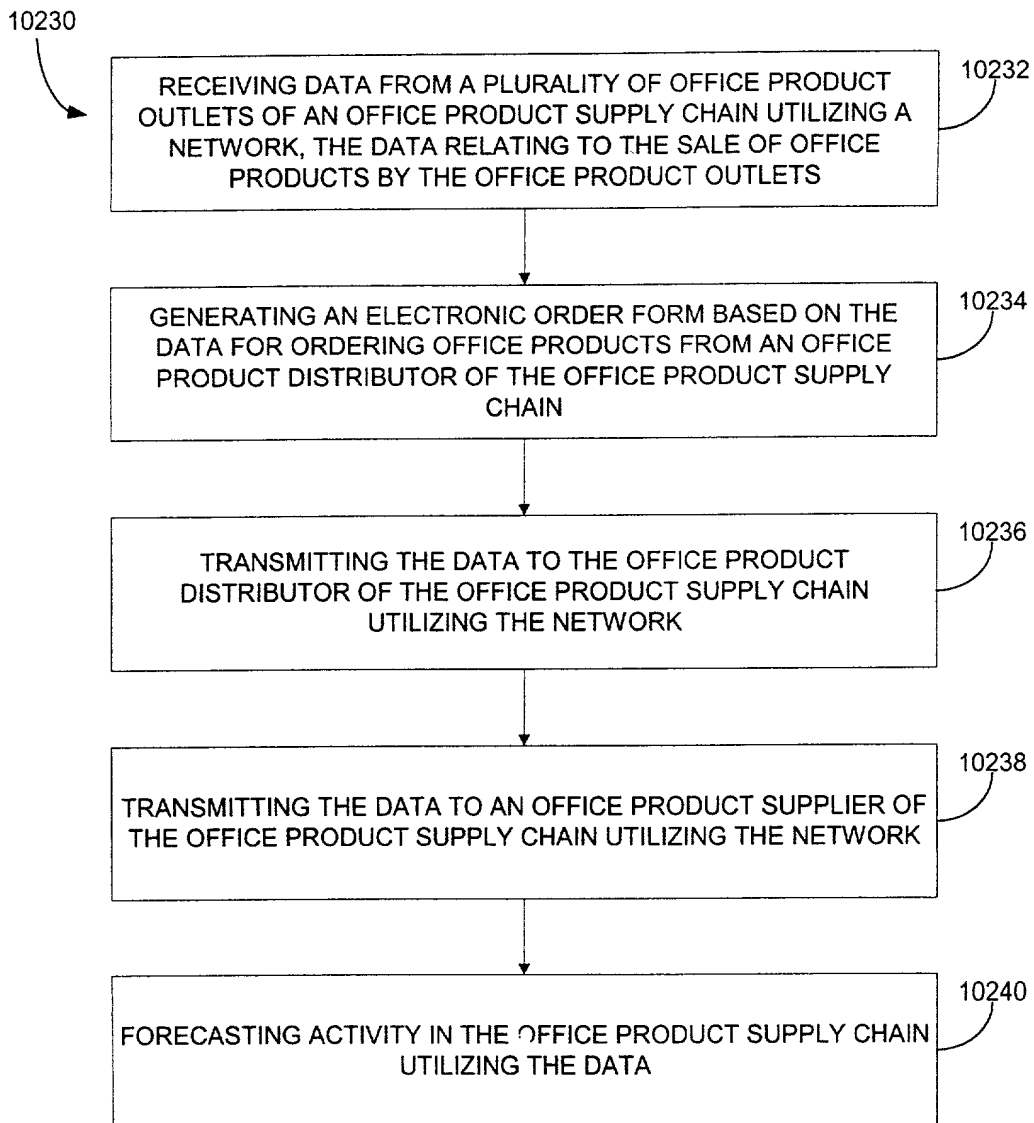 10230
10232
RECEIVING DATA FROM A PLURALITY OF OFFICE PRODUCT
OUTLETS OF AN OFFICE PRODUCT SUPPLY CHAIN UTILIZING A
NETWORK, THE DATA RELATING TO THE SALE OF OFFICE
PRODUCTS BY THE OFFICE PRODUCT OUTLETS
10234
GENERATING AN ELECTRONIC ORDER FORM BASED ON THE
DATA FOR ORDERING OFFICE PRODUCTS FROM AN OFFICE
PRODUCT DISTRIBUTOR OF THE OFFICE PRODUCT SUPPLY
CHAIN
10236
TRANSMITTING THE DATA TO THE OFFICE PRODUCT
DISTRIBUTOR OF THE OFFICE PRODUCT SUPPLY CHAIN
UTILIZING THE NETWORK
10238
TRANSMITTING THE DATA TO AN OFFICE PRODUCT SUPPLIER OF
THE OFFICE PRODUCT SUPPLY CHAIN UTILIZING THE NETWORK
10240
FORECASTING ACTIVITY IN THE OFFICE PRODUCT SUPPLY CHAIN
UTILIZING THE DATA